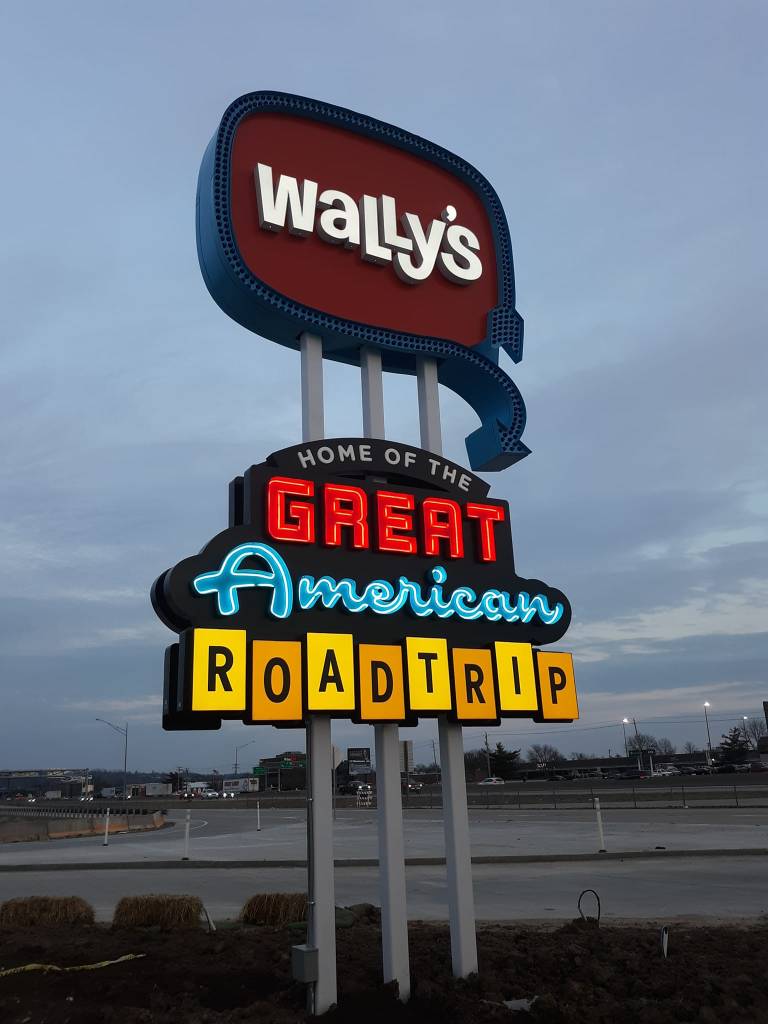 Wally's
HOME OF THE
GREAT
American
ROADTRIP